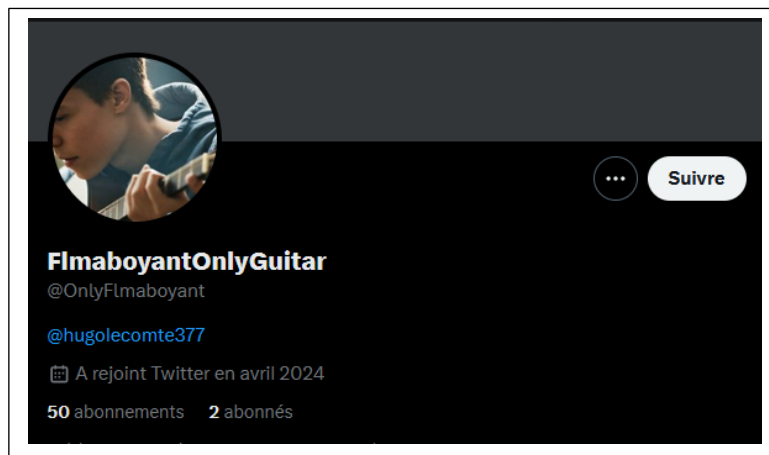 Suivre
FlmaboyantOnlyGuitar
@OnlyFlmaboyant
@hugolecomte377
A rejoint Twitter en avril 2024
50 abonnements 2 abonnés